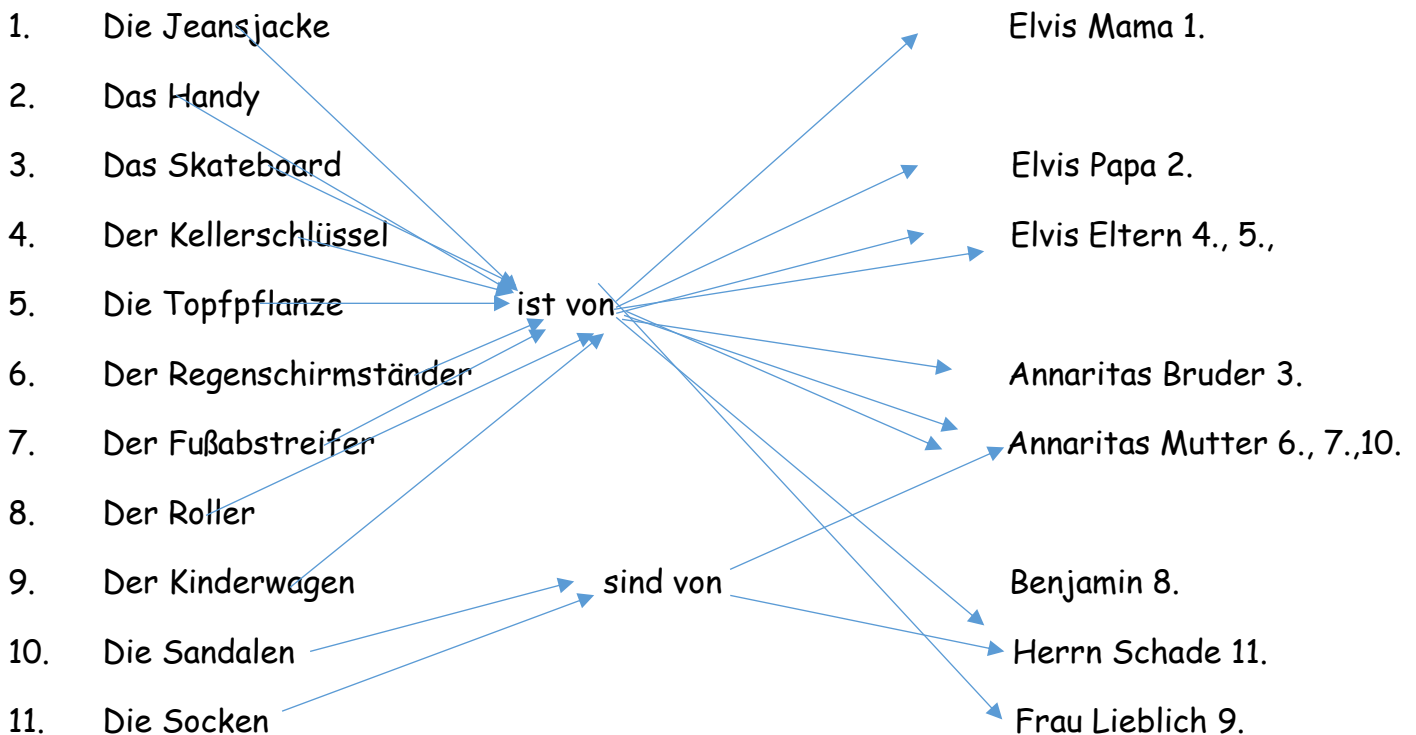 1. Die Jeansjacke Elvis Mama 1.
2. Das Handy
3. Das Skateboard Elvis Papa 2.
4. Der Kellerschlüssel Elvis Eltern 4., 5.,
5. Die Topfpflanze ist von
6. Der Regenschirmständer Annaritas Bruder 3.
7. Der Fußabstreifer Annaritas Mutter 6., 7.,10.
8. Der Roller
9. Der Kinderwagen sind von Benjamin 8.
10. Die Sandalen Herrn Schade 11.
11. Die Socken Frau Lieblich 9.